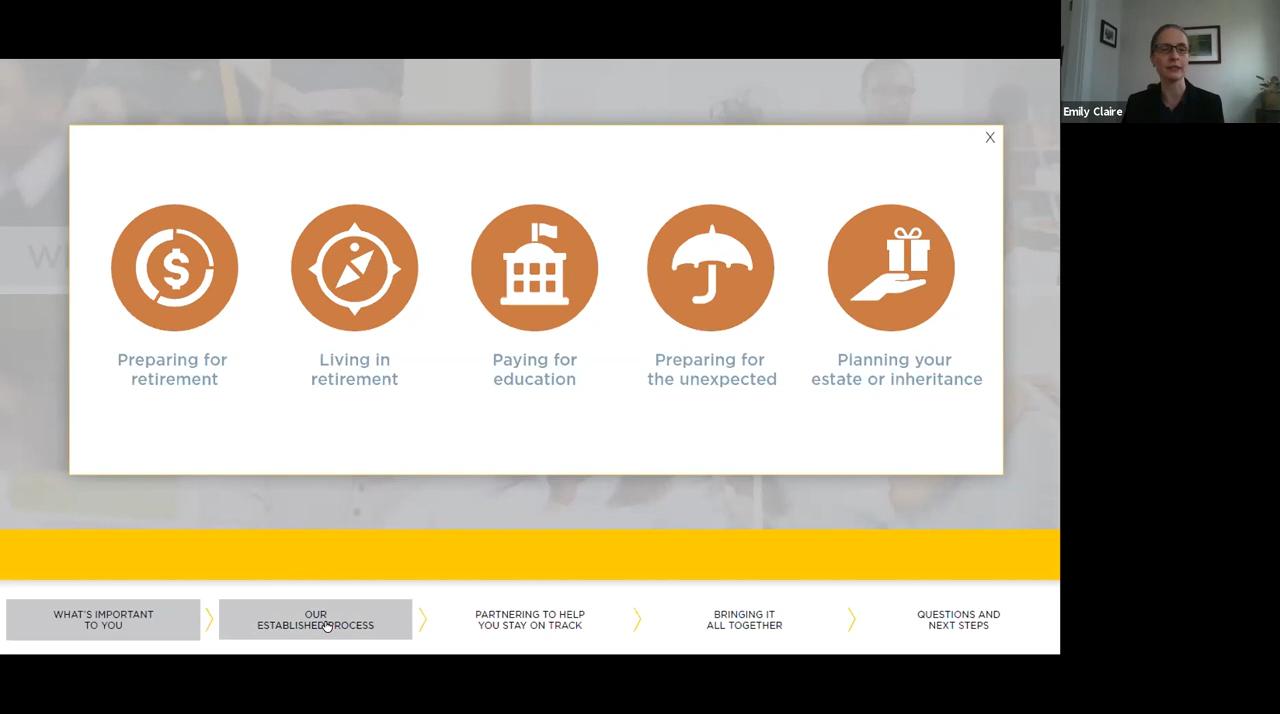 Emily Claire
X
W
Preparing for
retirement
Living in
retirement
Paying for
education
Preparing for
the unexpected
Planning your
estate or inheritance
WHAT'S IMPORTANT
TO YOU
OUR
ESTABLISHED PROCESS
PARTNERING TO HELP
YOU STAY ON TRACK
BRINGING IT
ALL TOGETHER
QUESTIONS AND
NEXT STEPS